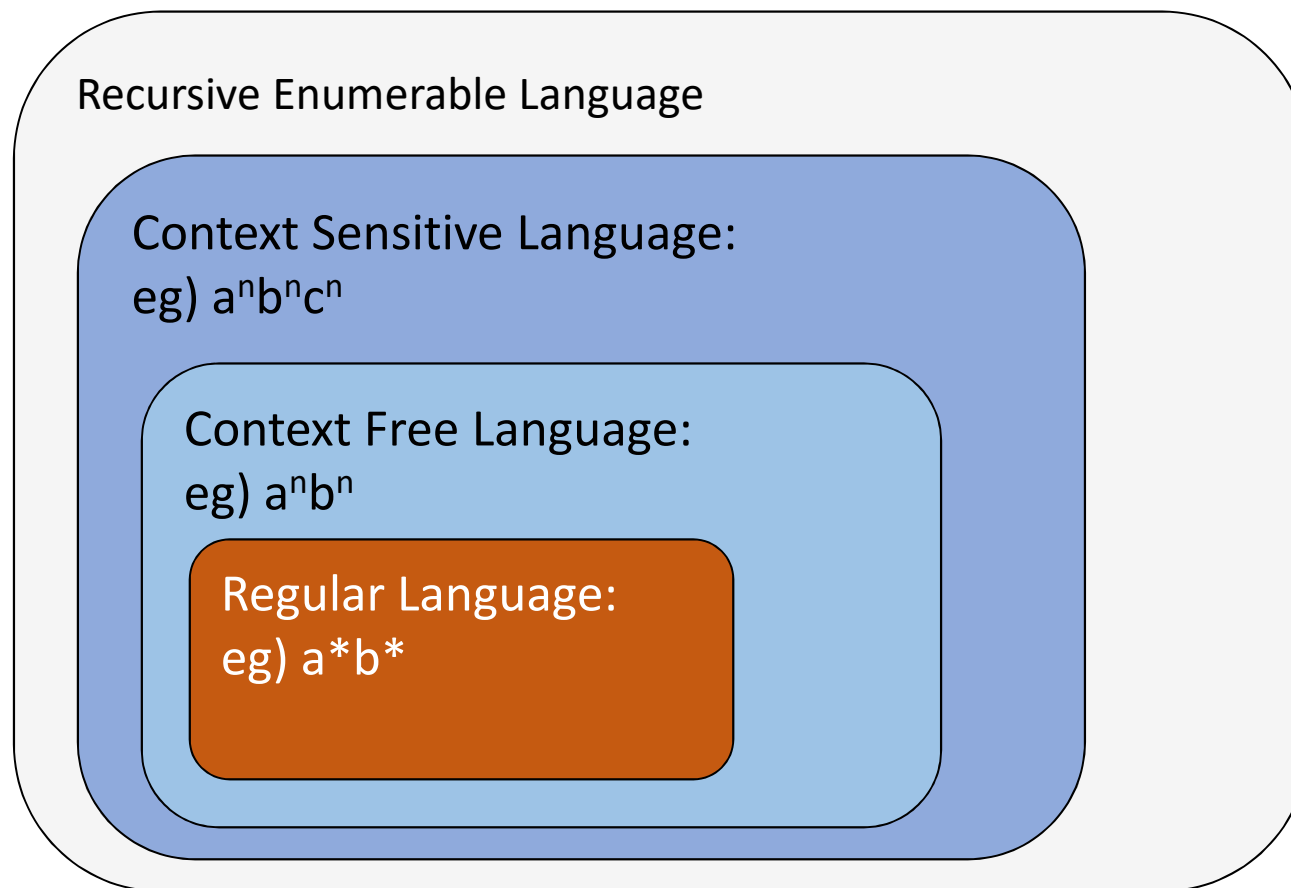 Recursive Enumerable Language
Context Sensitive Language:
eg) aⁿbⁿcⁿ
Context Free Language:
eg) aⁿbⁿ
Regular Language:
eg) a*b*